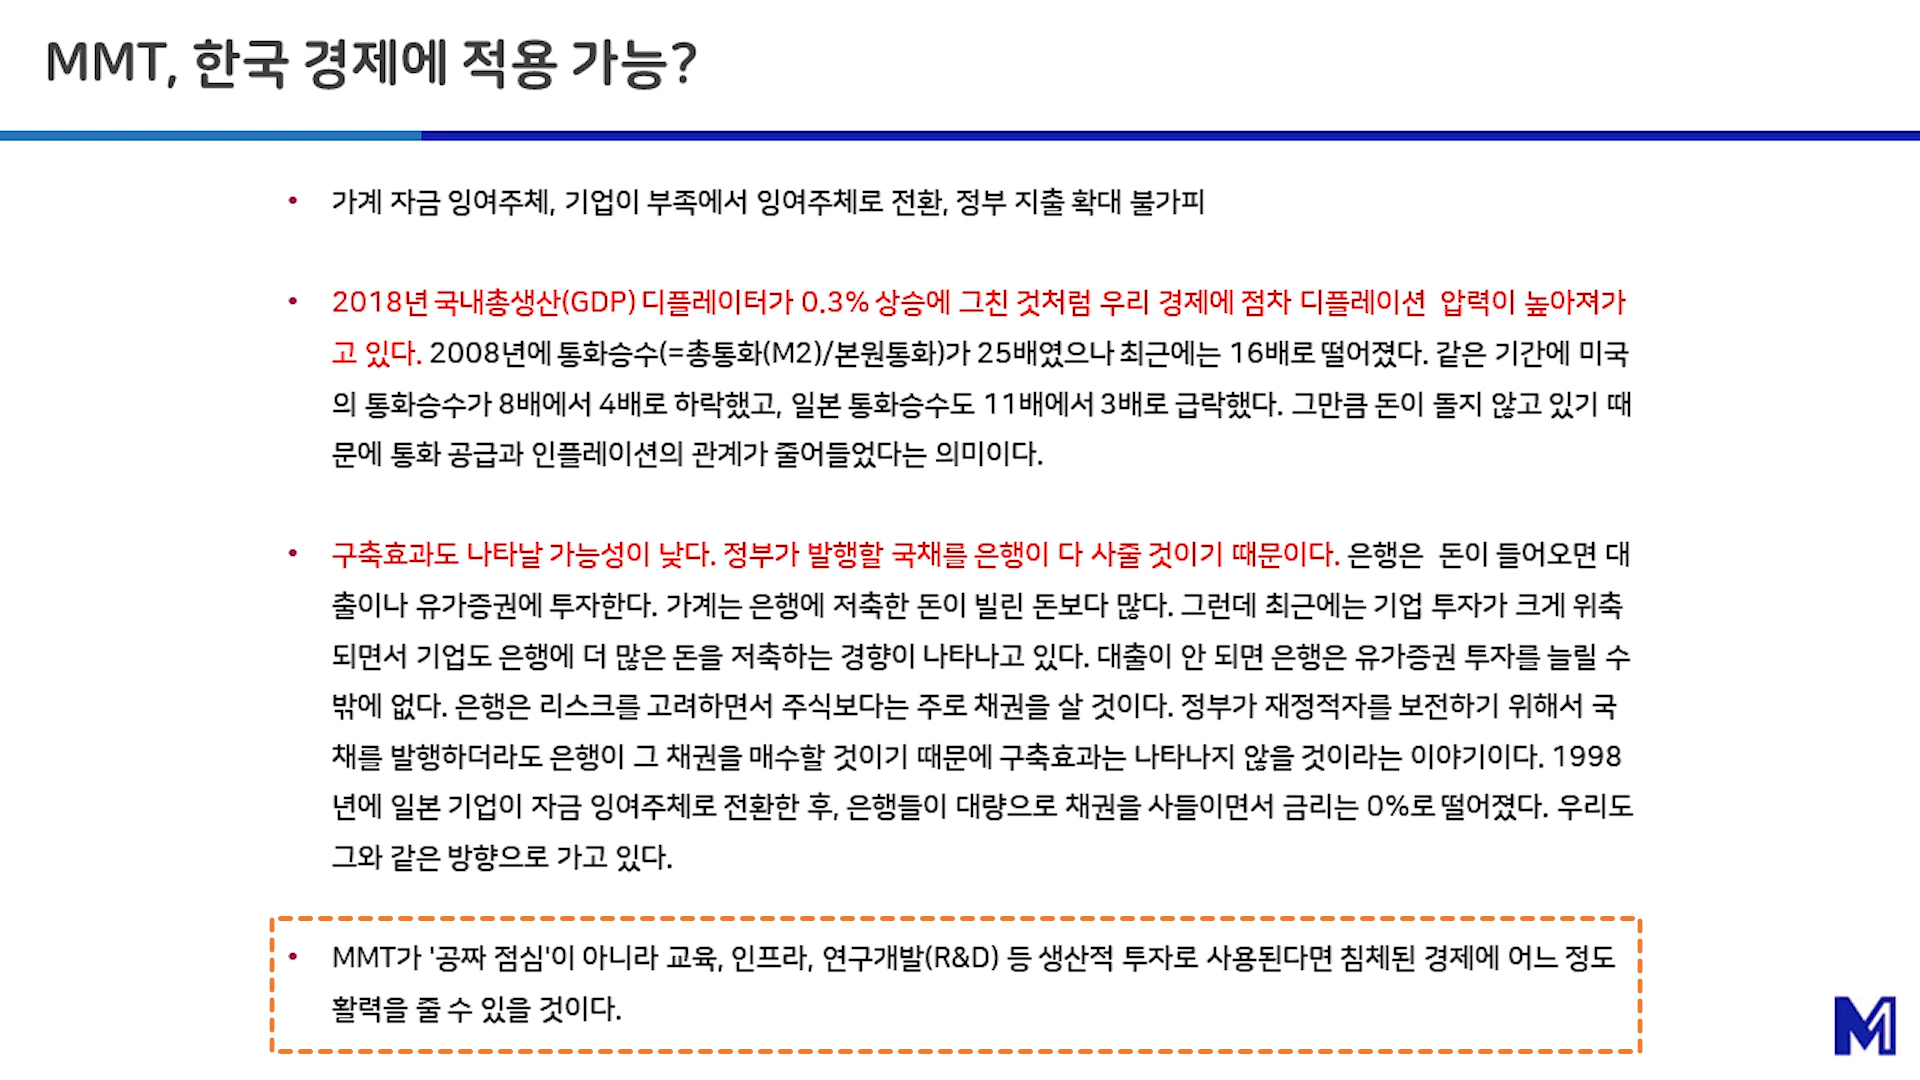 MMT, 한국 경제에 적용 가능?
• 가계 자금 잉여주체, 기업이 부족에서 잉여주체로 전환, 정부 지출 확대 불가피
• 2018년 국내총생산(GDP) 디플레이터가 0.3% 상승에 그친 것처럼 우리 경제에 점차 디플레이션 압력이 높아져가
고 있다. 2008년에 통화승수(=총통화(M2)/본원통화)가 25배였으나 최근에는 16배로 떨어졌다. 같은 기간에 미국
의 통화승수가 8배에서 4배로 하락했고, 일본 통화승수도 11배에서 3배로 급락했다. 그만큼 돈이 돌지 않고 있기 때
문에 통화 공급과 인플레이션의 관계가 줄어들었다는 의미이다.
• 구축효과도 나타날 가능성이 낮다. 정부가 발행할 국채를 은행이 다 사줄 것이기 때문이다. 은행은 돈이 들어오면 대
출이나 유가증권에 투자한다. 가계는 은행에 저축한 돈이 빌린 돈보다 많다. 그런데 최근에는 기업 투자가 크게 위축
되면서 기업도 은행에 더 많은 돈을 저축하는 경향이 나타나고 있다. 대출이 안 되면 은행은 유가증권 투자를 늘릴 수
밖에 없다. 은행은 리스크를 고려하면서 주식보다는 주로 채권을 살 것이다. 정부가 재정적자를 보전하기 위해서 국
채를 발행하더라도 은행이 그 채권을 매수할 것이기 때문에 구축효과는 나타나지 않을 것이라는 이야기이다. 1998
년에 일본 기업이 자금 잉여주체로 전환한 후, 은행들이 대량으로 채권을 사들이면서 금리는 0%로 떨어졌다. 우리도
그와 같은 방향으로 가고 있다.
• MMT가 '공짜 점심'이 아니라 교육, 인프라, 연구개발(R&D) 등 생산적 투자로 사용된다면 침체된 경제에 어느 정도
활력을 줄 수 있을 것이다.